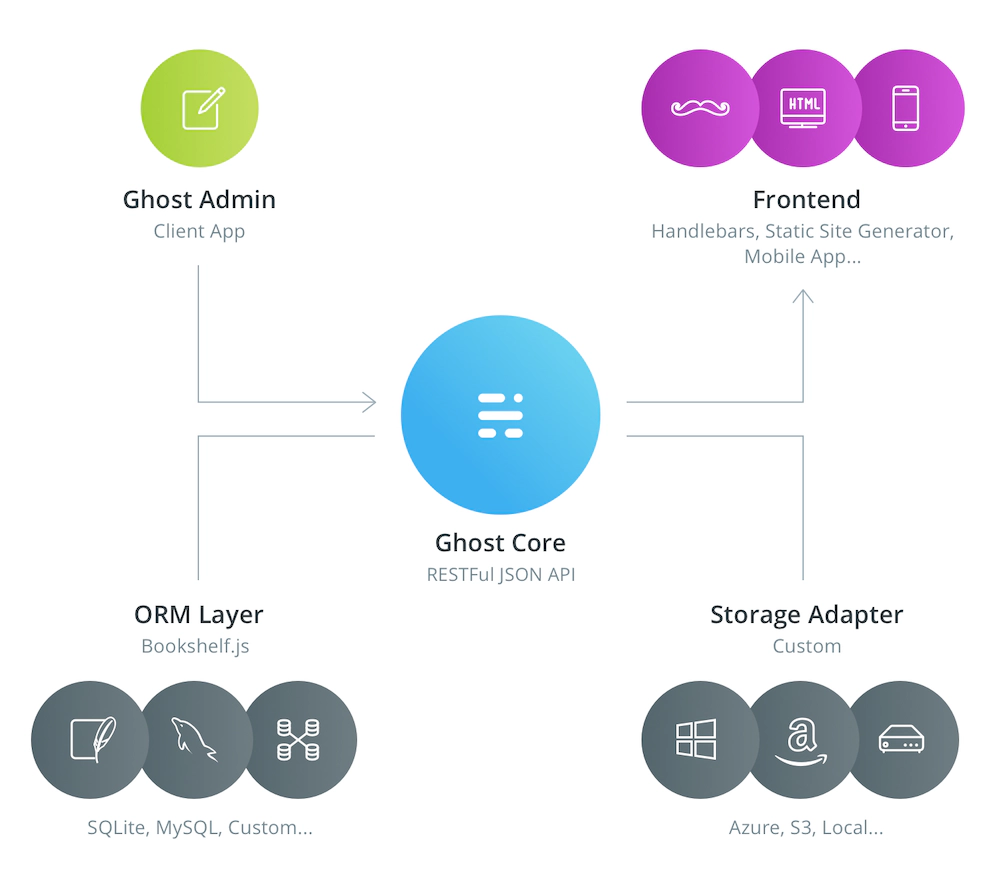 Ghost Admin
Client App
HTML
Frontend
Handlebars, Static Site Generator,
Mobile App...
Ghost Core
RESTFul JSON API
ORM Layer
Bookshelf.js
SQLite, MySQL, Custom...
Storage Adapter
Custom
a
Azure, S3, Local...